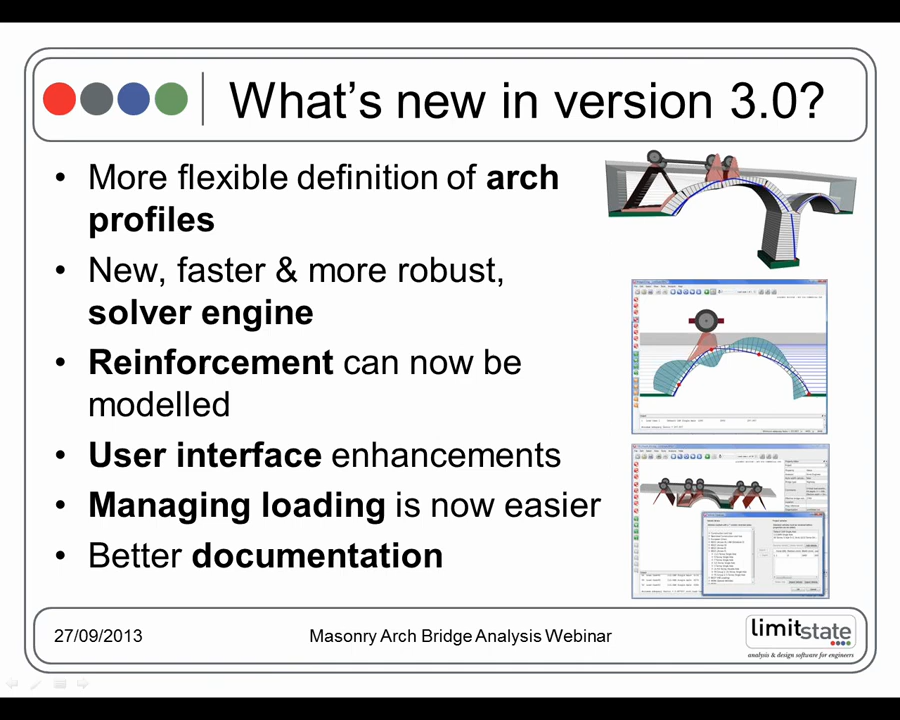 What's new in version 3.0?
• More flexible definition of arch
profiles
• New, faster & more robust,
solver engine
• Reinforcement can now be
modelled
• User interface enhancements
• Managing loading is now easier
• Better documentation
27/09/2013
Masonry Arch Bridge Analysis Webinar
limitstate
analysis & design software for engineers